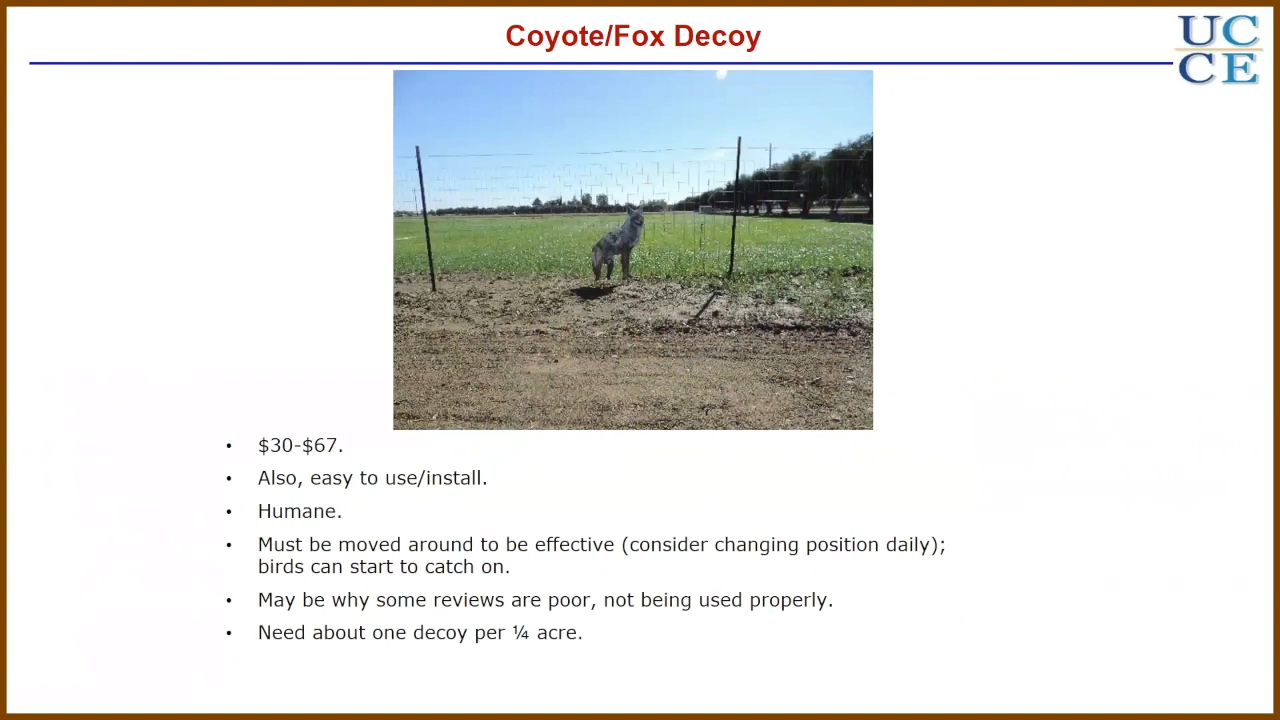 Coyote/Fox Decoy
UC
CE
• $30-$67.
• Also, easy to use/install.
• Humane.
• Must be moved around to be effective (consider changing position daily);
birds can start to catch on.
• May be why some reviews are poor, not being used properly.
• Need about one decoy per ¼ acre.